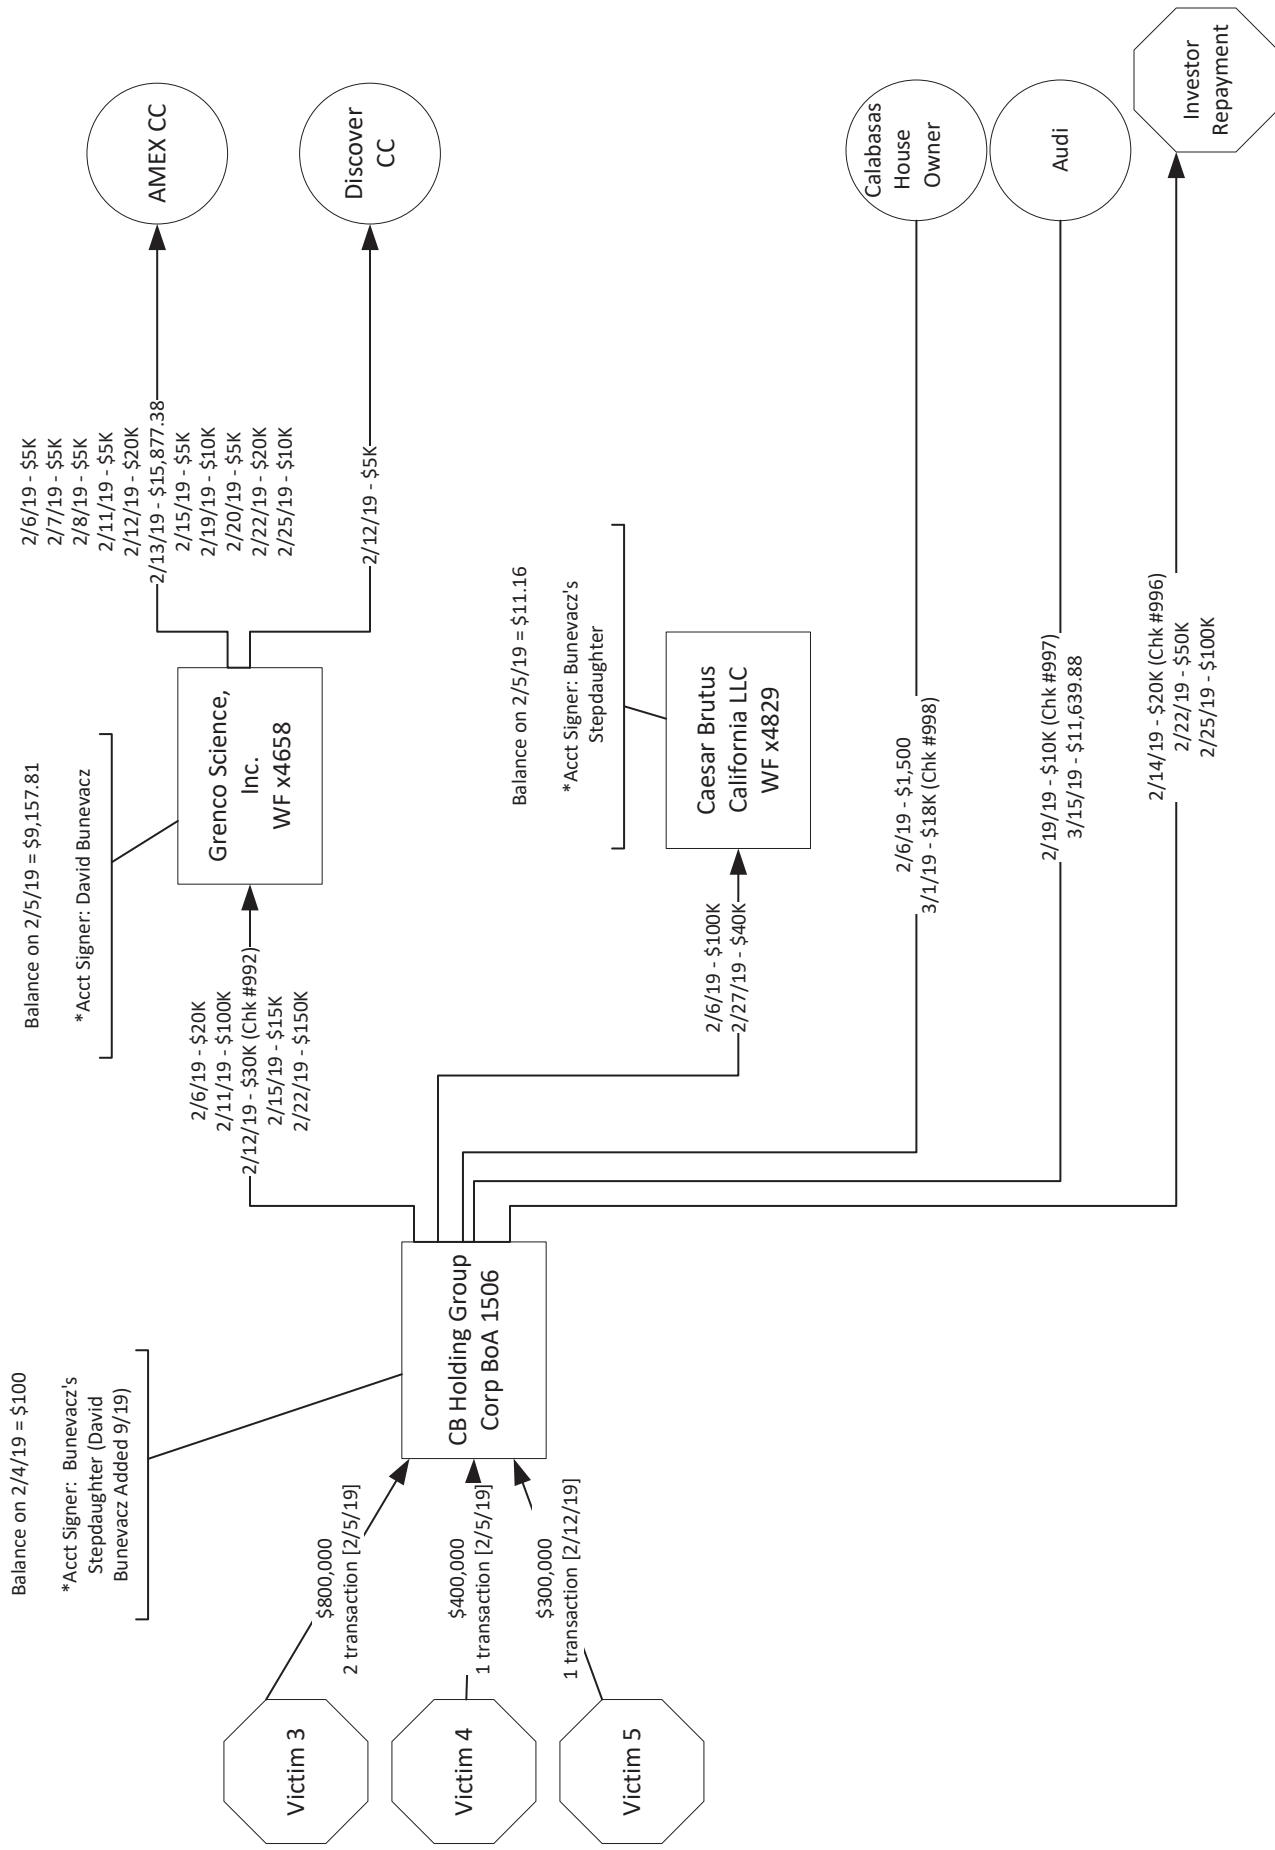 Balance on 2/4/19 = $100
*Acct Signer: Bunevacz's
Stepdaughter (David
Bunevacz Added 9/19)
Victim 3
$800,000
2 transaction [2/5/19]
Victim 4
$400,000
1 transaction [2/5/19]
Victim 5
$300,000
1 transaction [2/12/19]
CB Holding Group
Corp BoA 1506
2/6/19 - $20K
2/11/19 - $100K
2/12/19 - $30K (Chk #992)
2/15/19 - $15K
2/22/19 - $150K
Balance on 2/5/19 = $9,157.81
*Acct Signer: David Bunevacz
Grenco Science,
Inc.
WF x4658
2/6/19 - $5K
2/7/19 - $5K
2/8/19 - $5K
2/11/19 - $5K
2/12/19 - $20K
2/13/19 - $15,877.38
2/15/19 - $5K
2/19/19 - $10K
2/20/19 - $5K
2/22/19 - $20K
2/25/19 - $10K
AMEX CC
2/12/19 - $5K
Discover
CC
2/6/19 - $100K
2/27/19 - $40K
Balance on 2/5/19 = $11.16
*Acct Signer: Bunevacz's
Stepdaughter
Caesar Brutus
California LLC
WF x4829
2/6/19 - $1,500
3/1/19 - $18K (Chk #998)
Calabasas
House
Owner
2/19/19 - $10K (Chk #997)
3/15/19 - $11,639.88
Audi
2/14/19 - $20K (Chk #996)
2/22/19 - $50K
2/25/19 - $100K
Investor
Repayment